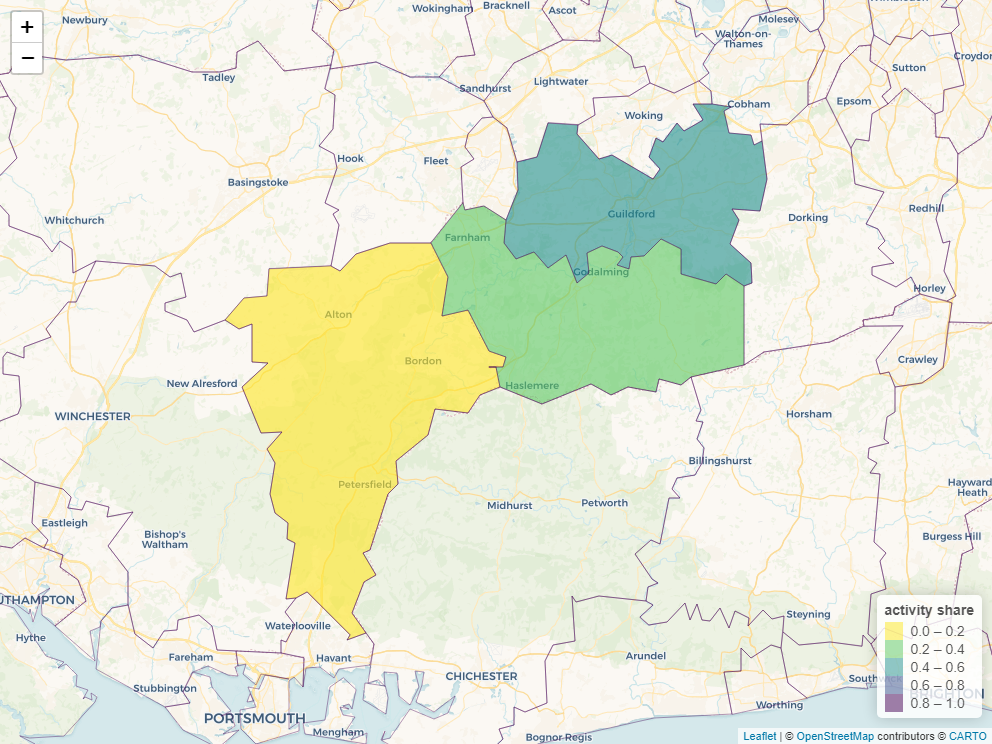 +
−
Newbury
Wokingham
Bracknell
Ascot
Molesey
Walton-on-
Thames
Croydon
Sutton
Tadley
Sandhurst
Lightwater
Epsom
Cobham
Woking
Hook
Fleet
Basingstoke
Whitchurch
Guildford
Dorking
Redhill
Farnham
Godalming
Horley
Alton
Bordon
Crawley
New Alresford
Haslemere
WINCHESTER
Horsham
Billingshurst
Petersfield
Midhurst
Petworth
Hayward
Heath
Eastleigh
Bishop's
Waltham
Burgess Hill
UTHAMPTON
Hythe
Waterlooville
Steyning
Fareham
Havant
Arundel
Stubbington
CHICHESTER
South
BRIGHTON
PORTSMOUTH
Worthing
Mengham
Bognor Regis
activity share
0.0 – 0.2
0.2 – 0.4
0.4 – 0.6
0.6 – 0.8
0.8 – 1.0
Leaflet | © OpenStreetMap contributors © CARTO